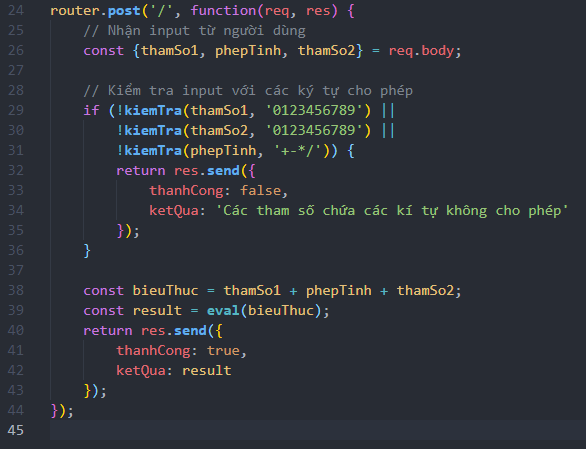 24 router.post('/', function(req, res) {
25     // Nhận input từ người dùng
26     const {thamSo1, phepTinh, thamSo2} = req.body;
27
28     // Kiểm tra input với các ký tự cho phép
29     if (!kiemTra(thamSo1, '0123456789') ||
30         !kiemTra(thamSo2, '0123456789') ||
31         !kiemTra(phepTinh, '+-*/')) {
32         return res.send({
33             thanhCong: false,
34             ketQua: 'Các tham số chứa các kí tự không cho phép'
35         });
36     }
37
38     const bieuThuc = thamSo1 + phepTinh + thamSo2;
39     const result = eval(bieuThuc);
40     return res.send({
41         thanhCong: true,
42         ketQua: result
43     });
44 });
45